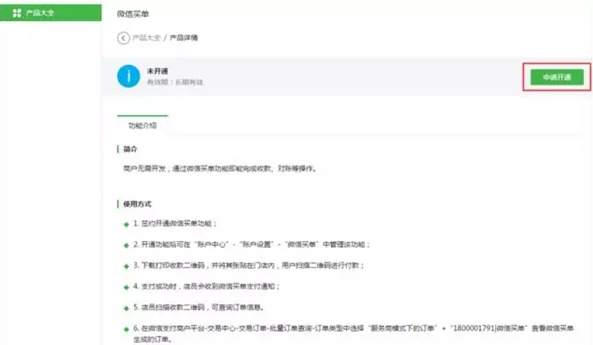 产品大全
微信买单
产品大全 / 产品详情
未开通
有效期：长期有效
申请开通
功能介绍
简介
商户无需开发，通过微信买单功能即能完成收款、对账等操作。
使用方式
1. 签约开通微信买单功能；
2. 开通功能后可在“账户中心”-“账户设置”-“微信买单”中管理该功能；
3. 下载打印收款二维码，并将其张贴在门店内，用户扫描二维码进行付款；
4. 支付成功时，店员会收到微信买单支付通知；
5. 店员扫描收款二维码，可查询订单信息。
6. 在微信支付商户平台-交易中心-交易订单-批量订单查询-订单类型中选择“服务商模式下的订单”+“1800001791|微信买单”查看微信买单
生成的订单。